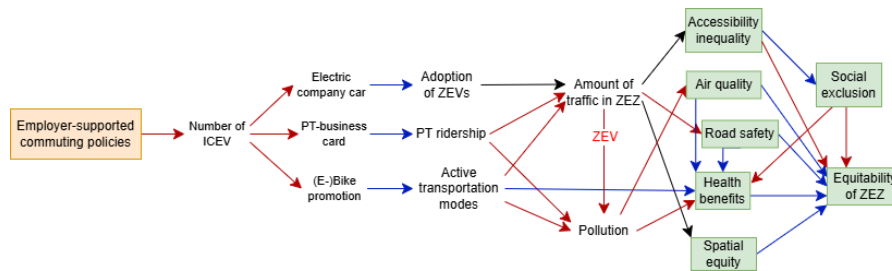 Employer-supported
commuting policies
Number of
ICEV
Electric
company car
PT-business
card
(E-)Bike
promotion
Adoption
of ZEVs
PT ridership
Active
transportation
modes
Amount of
traffic in ZEZ
ZEV
Pollution
Accessibility
inequality
Air quality
Road safety
Health
benefits
Spatial
equity
Social
exclusion
Equitability
of ZEZ